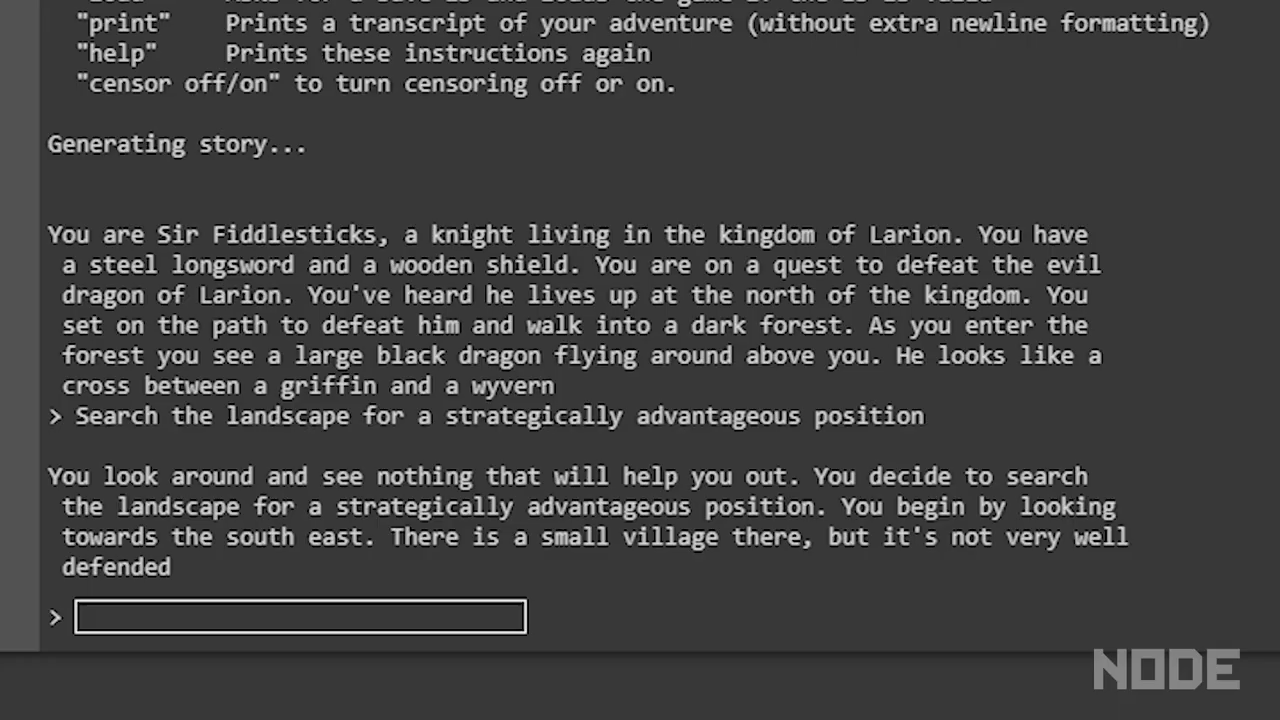 "print"    Prints a transcript of your adventure (without extra newline formatting)
"help"     Prints these instructions again
"censor off/on" to turn censoring off or on.
Generating story...
You are Sir Fiddlesticks, a knight living in the kingdom of Larion. You have
a steel longsword and a wooden shield. You are on a quest to defeat the evil
dragon of Larion. You've heard he lives up at the north of the kingdom. You
set on the path to defeat him and walk into a dark forest. As you enter the
forest you see a large black dragon flying around above you. He looks like a
cross between a griffin and a wyvern
> Search the landscape for a strategically advantageous position
You look around and see nothing that will help you out. You decide to search
the landscape for a strategically advantageous position. You begin by looking
towards the south east. There is a small village there, but it's not very well
defended
>
NODE